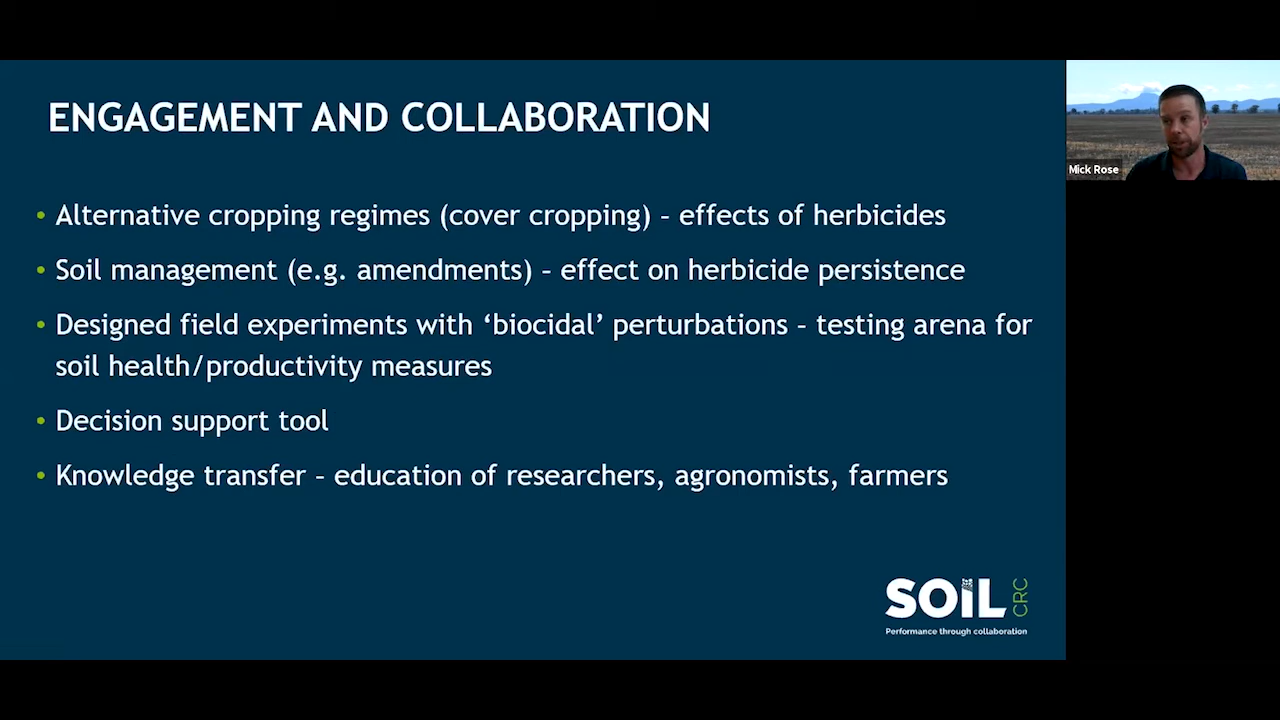 ENGAGEMENT AND COLLABORATION
Mick Rose
• Alternative cropping regimes (cover cropping) – effects of herbicides
• Soil management (e.g. amendments) – effect on herbicide persistence
• Designed field experiments with ‘biocidal’ perturbations – testing arena for
soil health/productivity measures
• Decision support tool
• Knowledge transfer – education of researchers, agronomists, farmers
SOIL CRC
Performance through collaboration